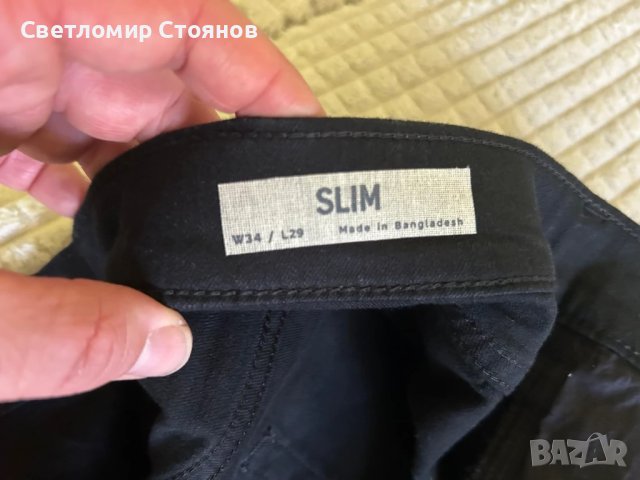 Светломир Стоянов
SLIM
W34 / L29 Made in Bangladesh
BAZAR